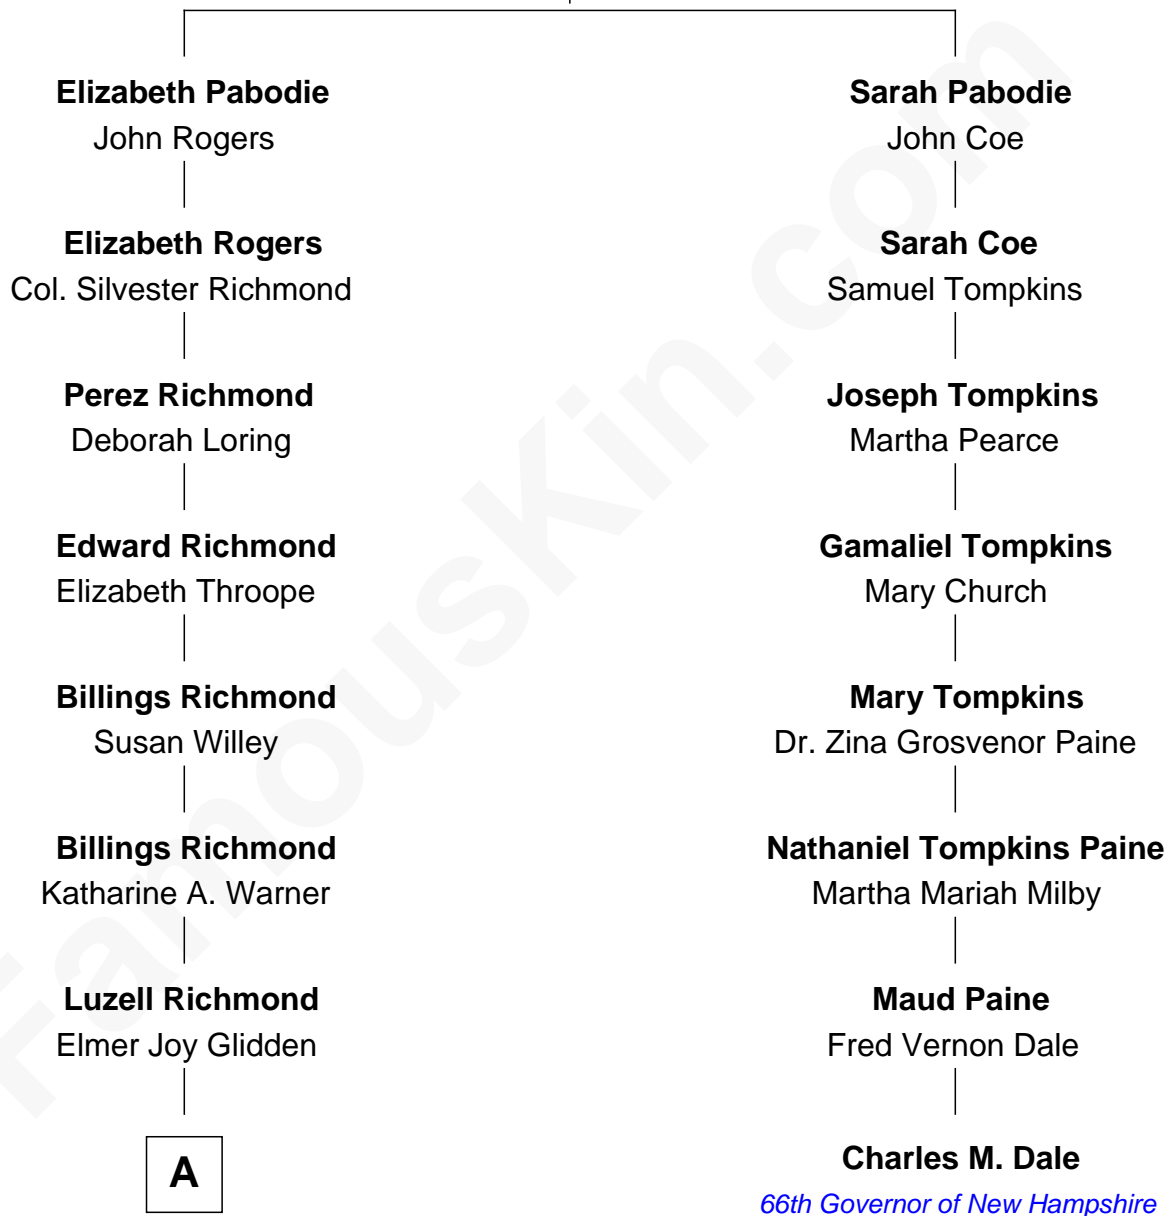 Elizabeth Pabodie
John Rogers
Elizabeth Rogers
Col. Silvester Richmond
Perez Richmond
Deborah Loring
Edward Richmond
Elizabeth Throope
Billings Richmond
Susan Willey
Billings Richmond
Katharine A. Warner
Luzell Richmond
Elmer Joy Glidden
A
Sarah Pabodie
John Coe
Sarah Coe
Samuel Tompkins
Joseph Tompkins
Martha Pearce
Gamaliel Tompkins
Mary Church
Mary Tompkins
Dr. Zina Grosvenor Paine
Nathaniel Tompkins Paine
Martha Mariah Milby
Maud Paine
Fred Vernon Dale
Charles M. Dale
66th Governor of New Hampshire
FamousKin.com